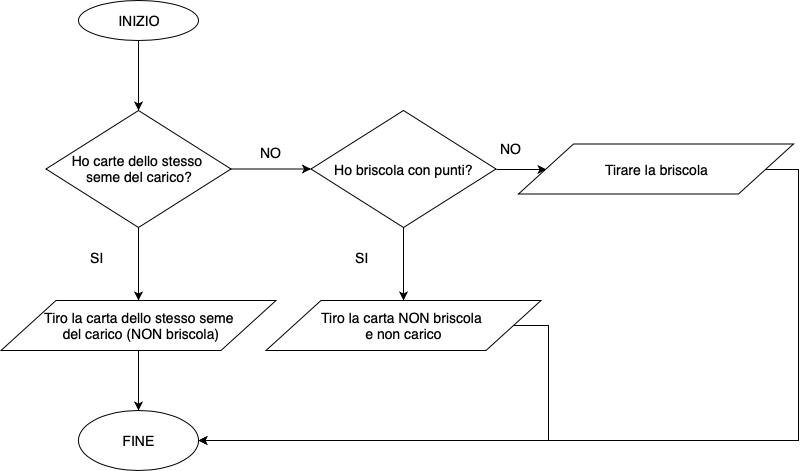 INIZIO
Ho carte dello stesso
seme del carico?
NO
Ho briscola con punti?
NO
Tirare la briscola
SI
SI
Tiro la carta dello stesso seme
del carico (NON briscola)
Tiro la carta NON briscola
e non carico
FINE